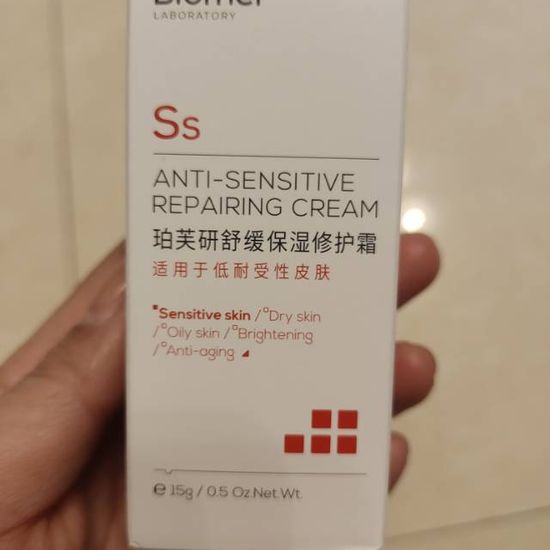 LABORATORY
Ss
ANTI-SENSITIVE
REPAIRING CREAM
珀芙研舒缓保湿修护霜
适用于低耐受性皮肤
Sensitive skin / Dry skin
/ Oily skin / Brightening
/ Anti-aging
e 15g / 0.5 Oz.Net.Wt.